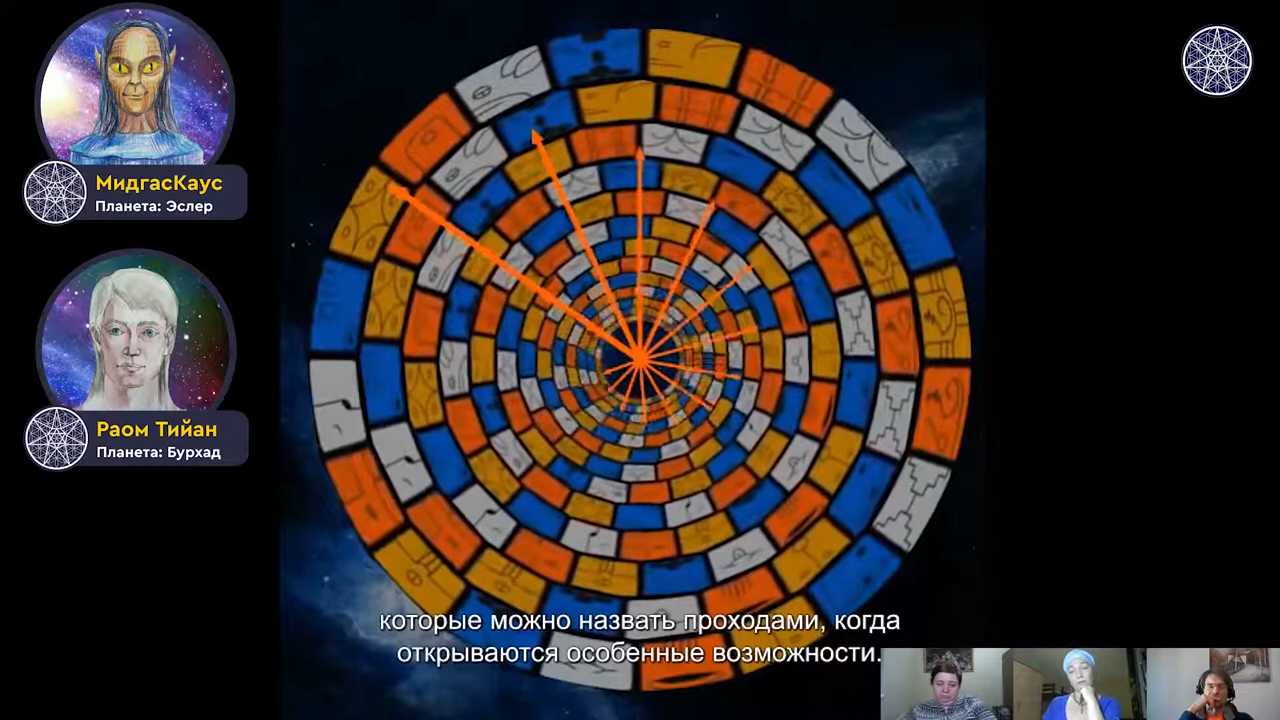 МидгасКаус
Планета: Эслер
Раом Тийан
Планета: Бурхад
которые можно назвать проходами, когда
открываются особенные возможности.